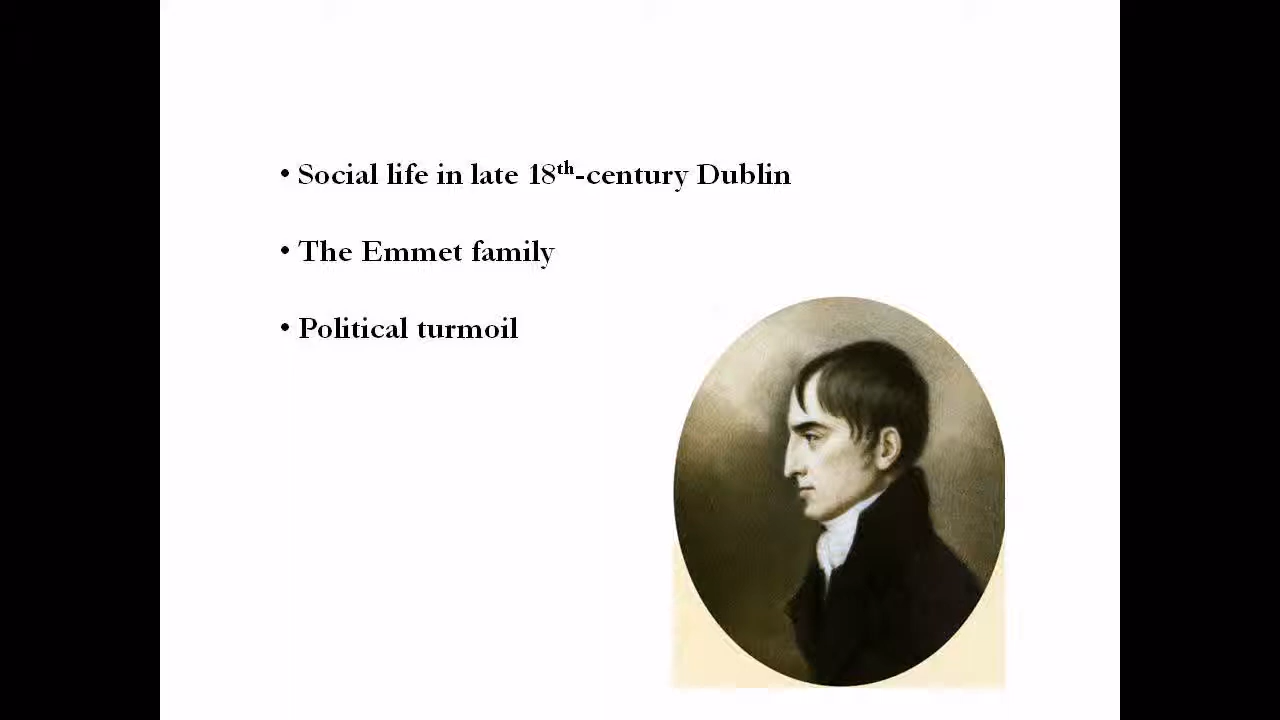 • Social life in late 18th-century Dublin
• The Emmet family
• Political turmoil